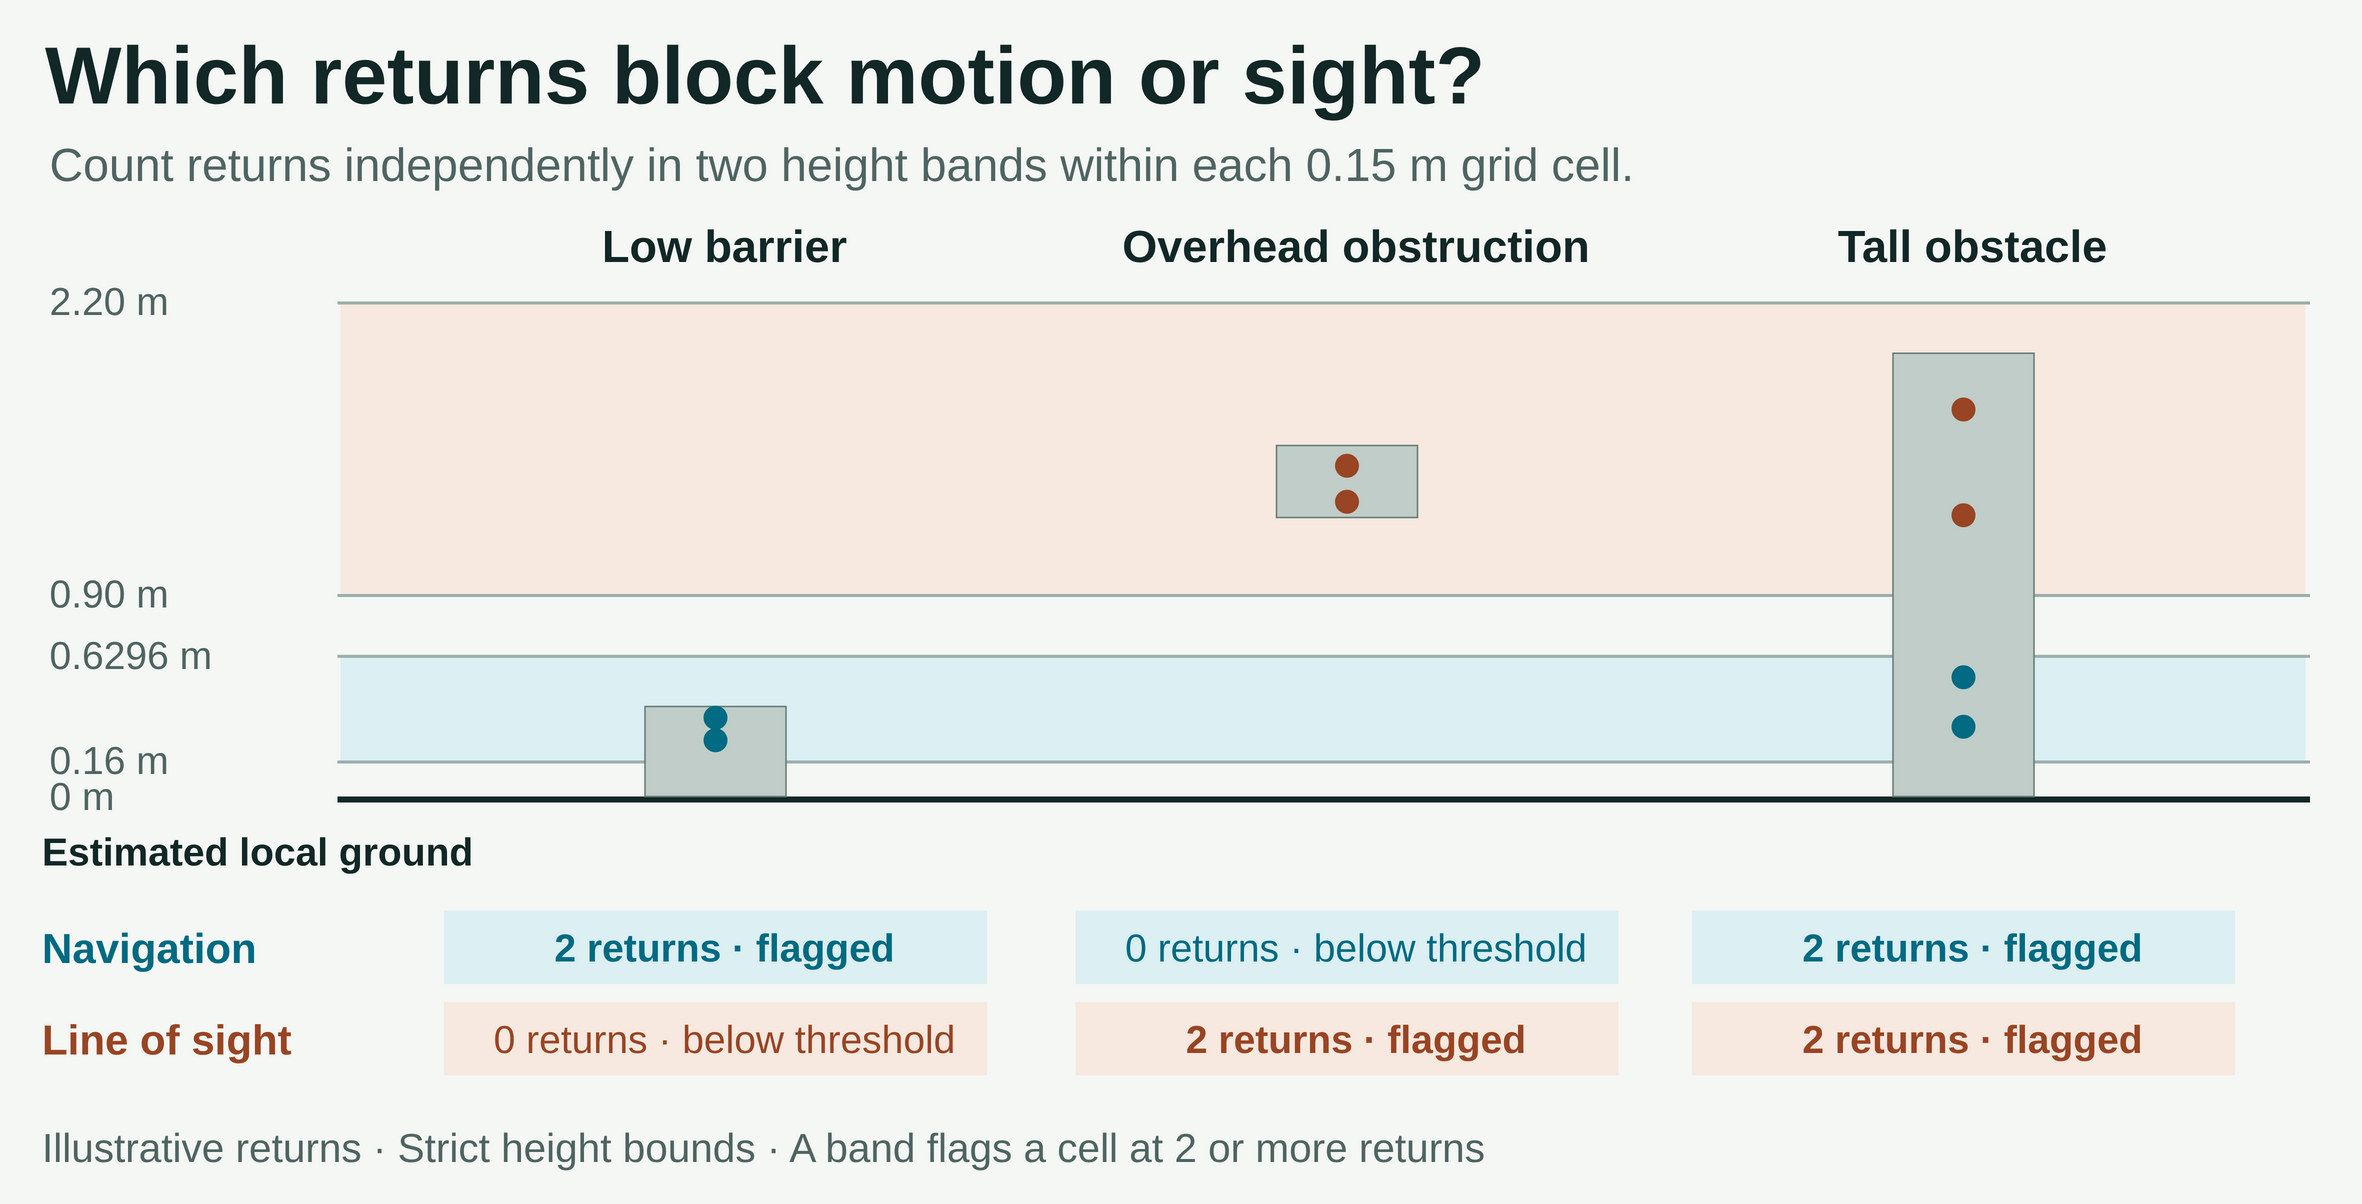 Which returns block motion or sight?
Count returns independently in two height bands within each 0.15 m grid cell.
Low barrier
Overhead obstruction
Tall obstacle
2.20 m
0.90 m
0.6296 m
0.16 m
0 m
Estimated local ground
Navigation
2 returns · flagged
0 returns · below threshold
2 returns · flagged
Line of sight
0 returns · below threshold
2 returns · flagged
2 returns · flagged
Illustrative returns · Strict height bounds · A band flags a cell at 2 or more returns